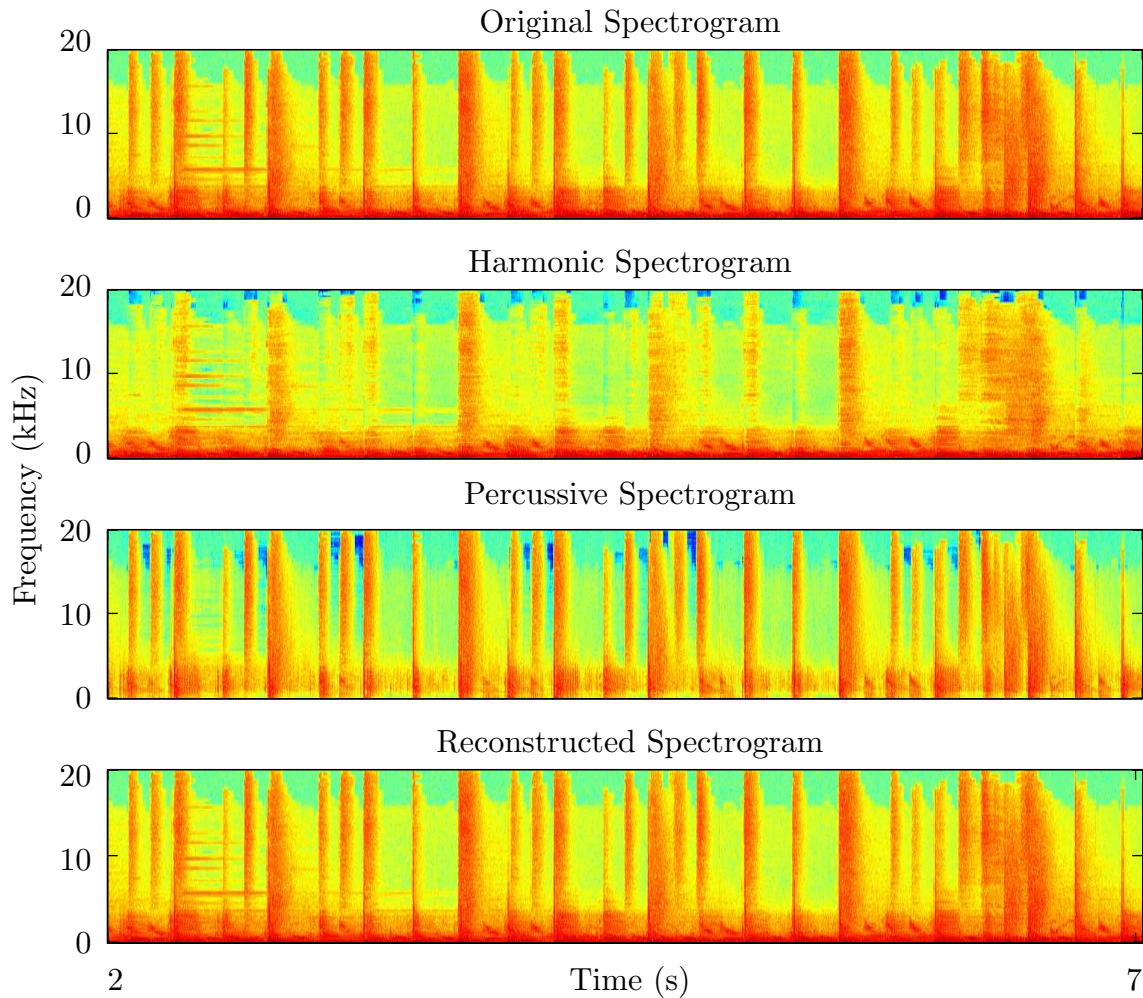 Original Spectrogram
20
10
0
Harmonic Spectrogram
20
10
0
Percussive Spectrogram
20
10
0
Reconstructed Spectrogram
20
10
0
Frequency (kHz)
2
Time (s)
7